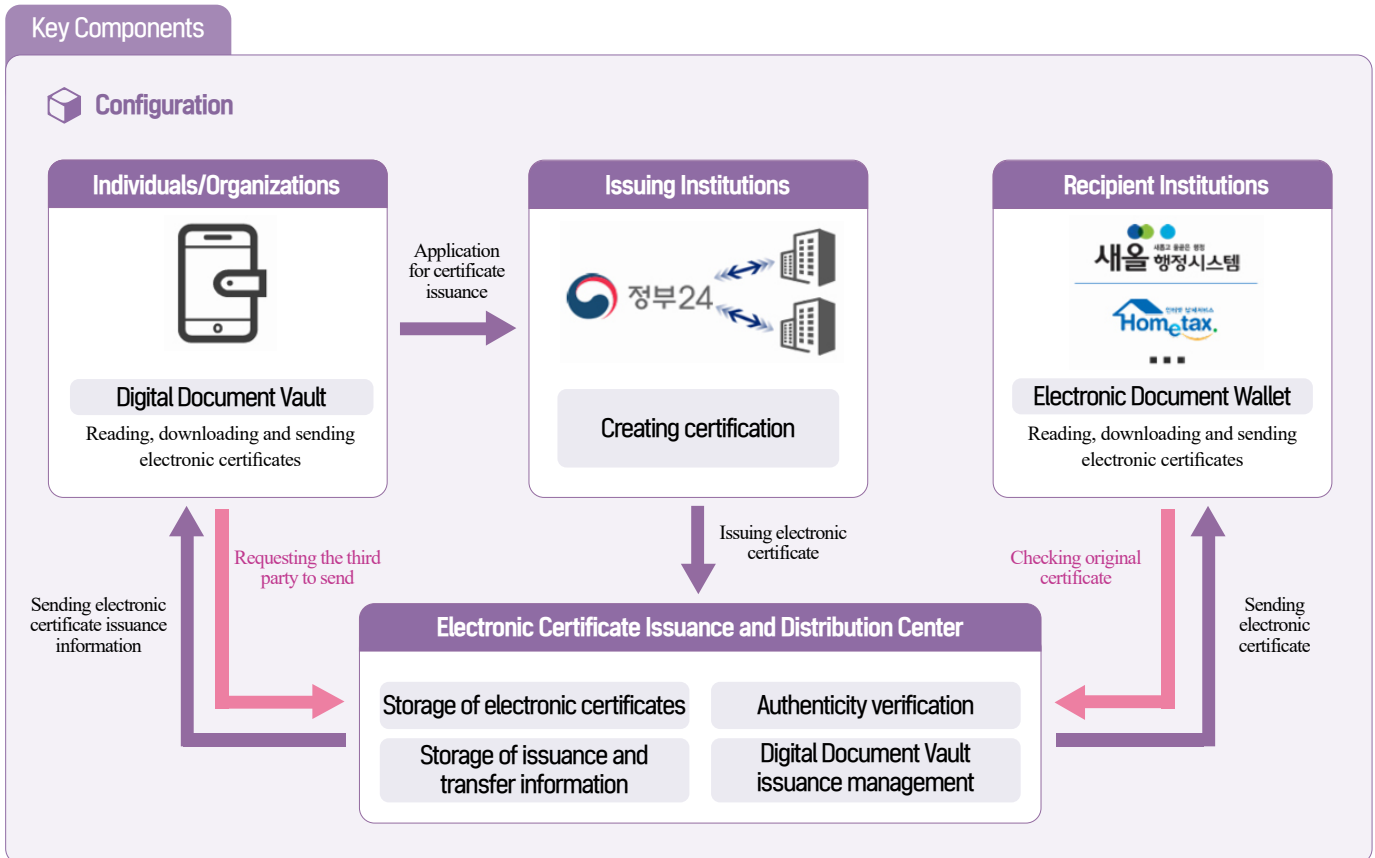 Key Components
Configuration
Individuals/Organizations
Digital Document Vault
Reading, downloading and sending
electronic certificates
Application
for certificate
issuance
Issuing Institutions
정부24
Creating certification
Recipient Institutions
새올 행정시스템
Hometax.
Electronic Document Wallet
Reading, downloading and sending
electronic certificates
Sending electronic
certificate issuance
information
Requesting the third
party to send
Issuing electronic
certificate
Checking original
certificate
Sending
electronic
certificate
Electronic Certificate Issuance and Distribution Center
Storage of electronic certificates
Authenticity verification
Storage of issuance and
transfer information
Digital Document Vault
issuance management